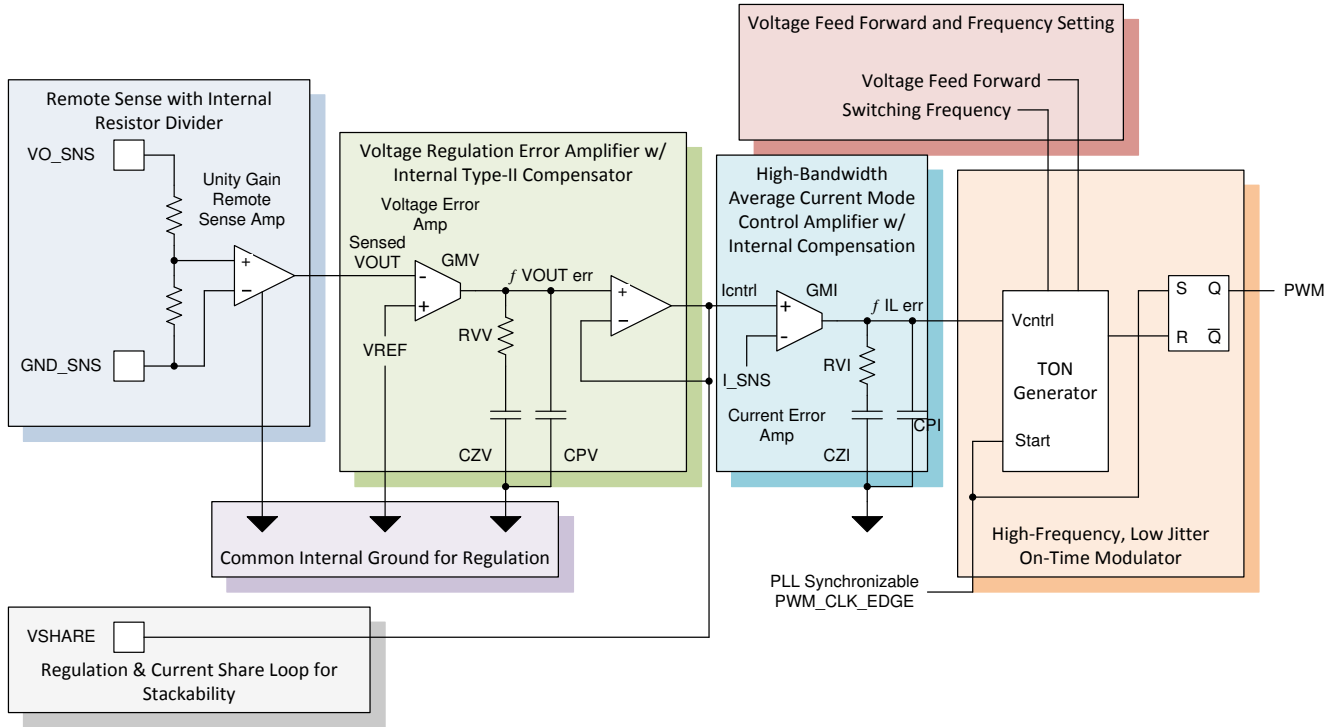 Voltage Feed Forward and Frequency Setting
Voltage Feed Forward
Switching Frequency
Remote Sense with Internal
Resistor Divider
VO_SNS
Unity Gain
Remote
Sense Amp
+
−
GND_SNS
Voltage Regulation Error Amplifier w/
Internal Type-II Compensator
Voltage Error
Amp
Sensed
VOUT
GMV
-
+
VREF
ƒ VOUT err
RVV
CZV
CPV
+
−
High-Bandwidth
Average Current Mode
Control Amplifier w/
Internal Compensation
Icntrl
GMI
+
-
I_SNS
ƒ IL err
RVI
Current Error
Amp
CZI
CPI
Vcntrl
TON
Generator
Start
S Q
R Q̅
PWM
High-Frequency, Low Jitter
On-Time Modulator
PLL Synchronizable
PWM_CLK_EDGE
Common Internal Ground for Regulation
VSHARE
Regulation & Current Share Loop for
Stackability